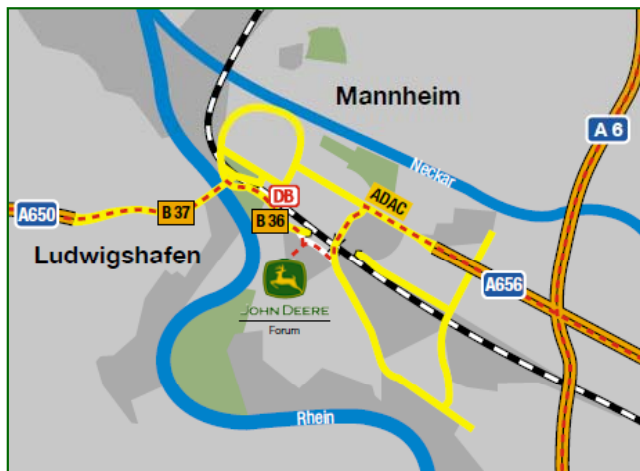 Mannheim
A 6
Neckar
DB
ADAC
A650
B 37
B 36
Ludwigshafen
A656
JOHN DEERE
Forum
Rhein